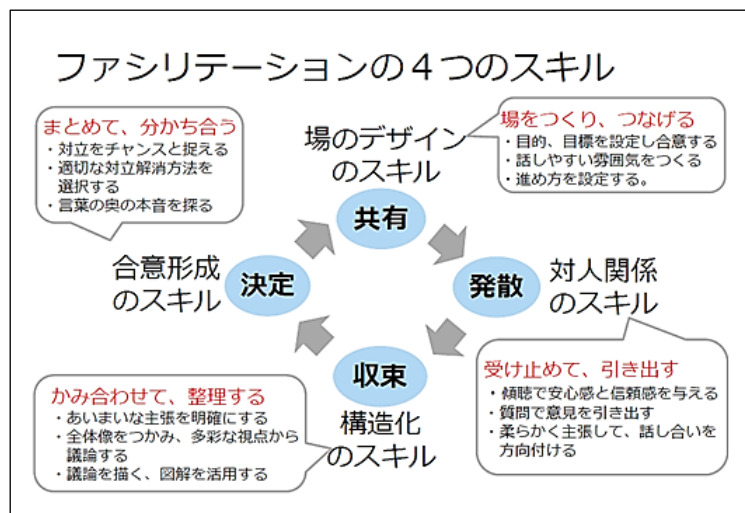 ファシリテーションの４つのスキル
まとめて、分かち合う
・対立をチャンスと捉える
・適切な対立解消方法を
選択する
・言葉の奥の本音を探る
場のデザイン
のスキル
場をつくり、つなげる
・目的、目標を設定し合意する
・話しやすい雰囲気をつくる
・進め方を設定する。
共有
合意形成
のスキル
決定
発散
対人関係
のスキル
収束
構造化
のスキル
かみ合わせて、整理する
・あいまいな主張を明確にする
・全体像をつかみ、多彩な視点から
議論する
・議論を描く、図解を活用する
受け止めて、引き出す
・傾聴で安心感と信頼感を与える
・質問で意見を引き出す
・柔らかく主張して、話し合いを
方向付ける